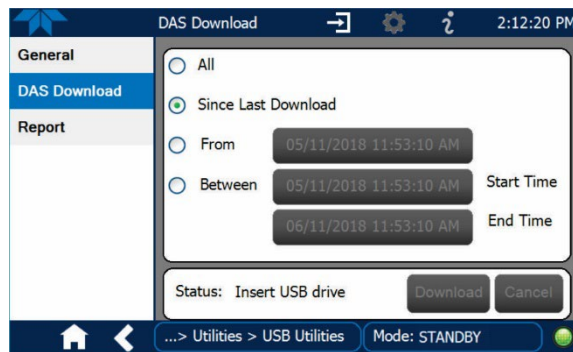 DAS Download 2:12:20 PM
General
DAS Download
Report
All
Since Last Download
From 05/11/2018 11:53:10 AM
Between 05/11/2018 11:53:10 AM Start Time
06/11/2018 11:53:10 AM End Time
Status: Insert USB drive Download Cancel
...> Utilities > USB Utilities Mode: STANDBY